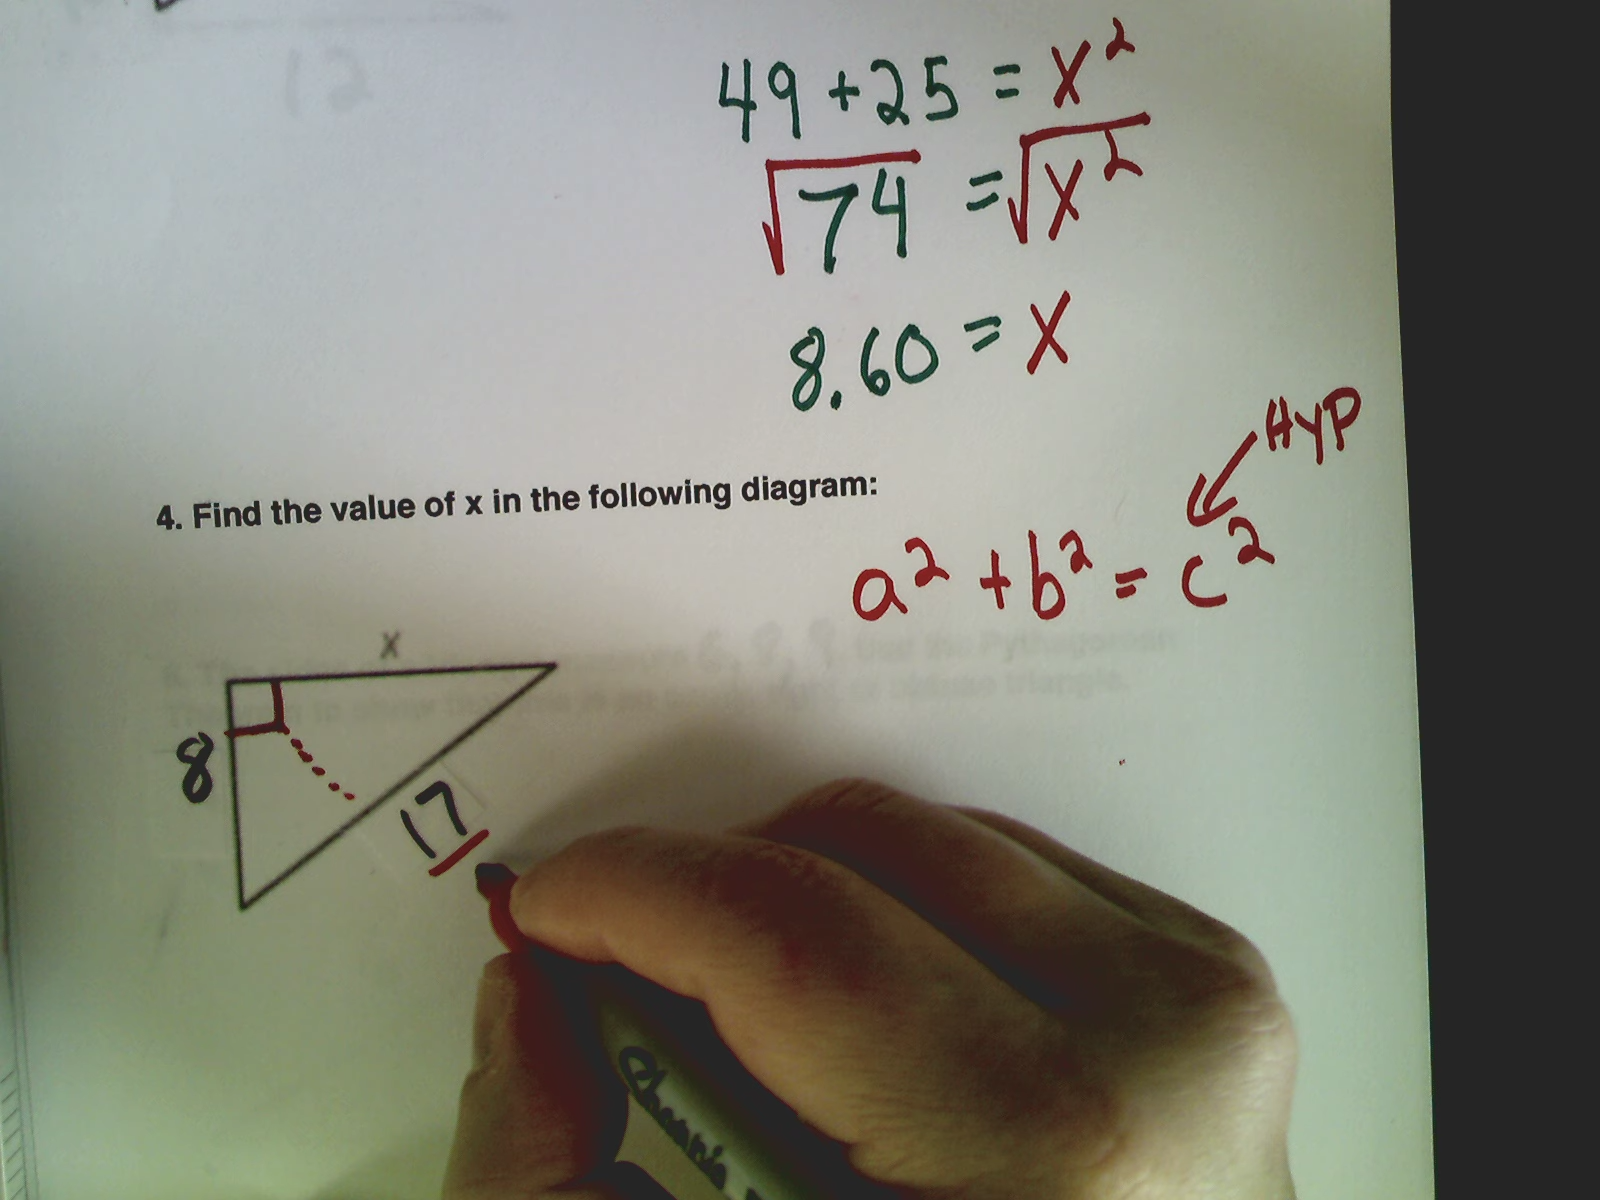 12
49 + 25 = x²
√74 = √x²
8.60 = x
HYP
4. Find the value of x in the following diagram:
a² + b² = c²
x
8
17